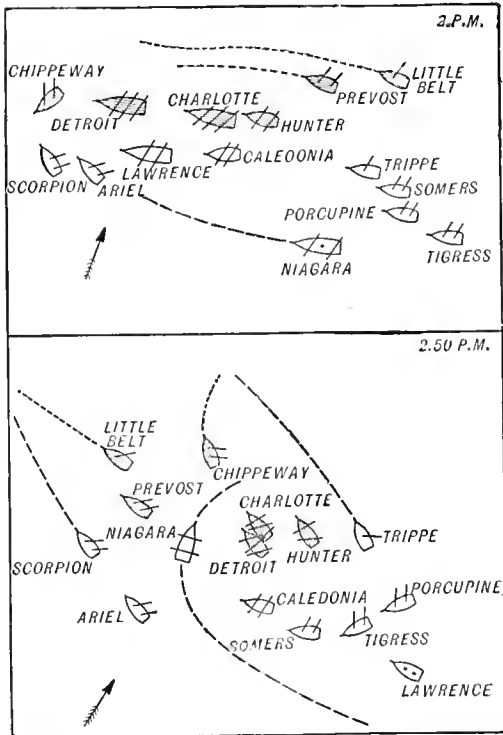 2. P.M.
CHIPPEWAY
LITTLE
BELT
PREVOST
CHARLOTTE
DETROIT
HUNTER
CALEDONIA
LAWRENCE
SCORPION
ARIEL
TRIPPE
SOMERS
PORCUPINE
TIGRESS
NIAGARA
2.50 P.M.
LITTLE
BELT
CHIPPEWAY
PREVOST
CHARLOTTE
NIAGARA
SCORPION
DETROIT
HUNTER
TRIPPE
ARIEL
CALEDONIA
PORCUPINE
SOMERS
TIGRESS
LAWRENCE